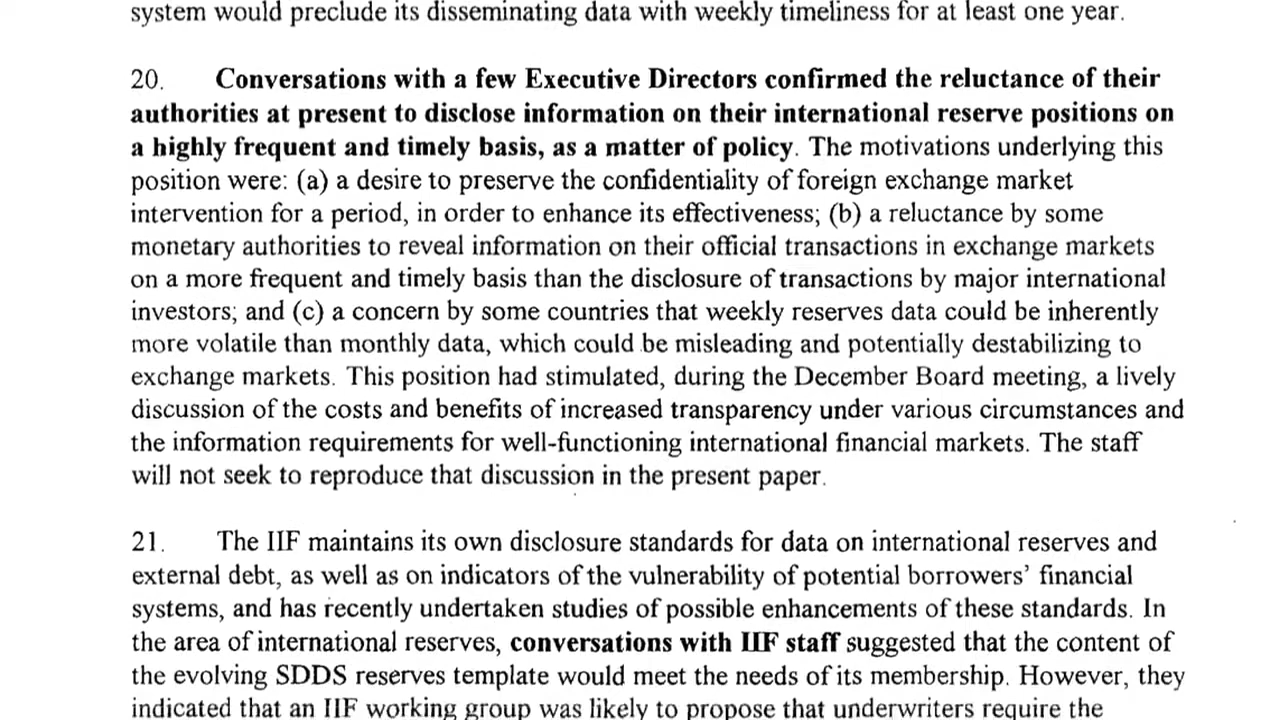 system would preclude its disseminating data with weekly timeliness for at least one year.
20. Conversations with a few Executive Directors confirmed the reluctance of their
authorities at present to disclose information on their international reserve positions on
a highly frequent and timely basis, as a matter of policy. The motivations underlying this
position were: (a) a desire to preserve the confidentiality of foreign exchange market
intervention for a period, in order to enhance its effectiveness; (b) a reluctance by some
monetary authorities to reveal information on their official transactions in exchange markets
on a more frequent and timely basis than the disclosure of transactions by major international
investors; and (c) a concern by some countries that weekly reserves data could be inherently
more volatile than monthly data, which could be misleading and potentially destabilizing to
exchange markets. This position had stimulated, during the December Board meeting, a lively
discussion of the costs and benefits of increased transparency under various circumstances and
the information requirements for well-functioning international financial markets. The staff
will not seek to reproduce that discussion in the present paper.
21. The IIF maintains its own disclosure standards for data on international reserves and
external debt, as well as on indicators of the vulnerability of potential borrowers' financial
systems, and has recently undertaken studies of possible enhancements of these standards. In
the area of international reserves, conversations with IIF staff suggested that the content of
the evolving SDDS reserves template would meet the needs of its membership. However, they
indicated that an IIF working group was likely to propose that underwriters require the